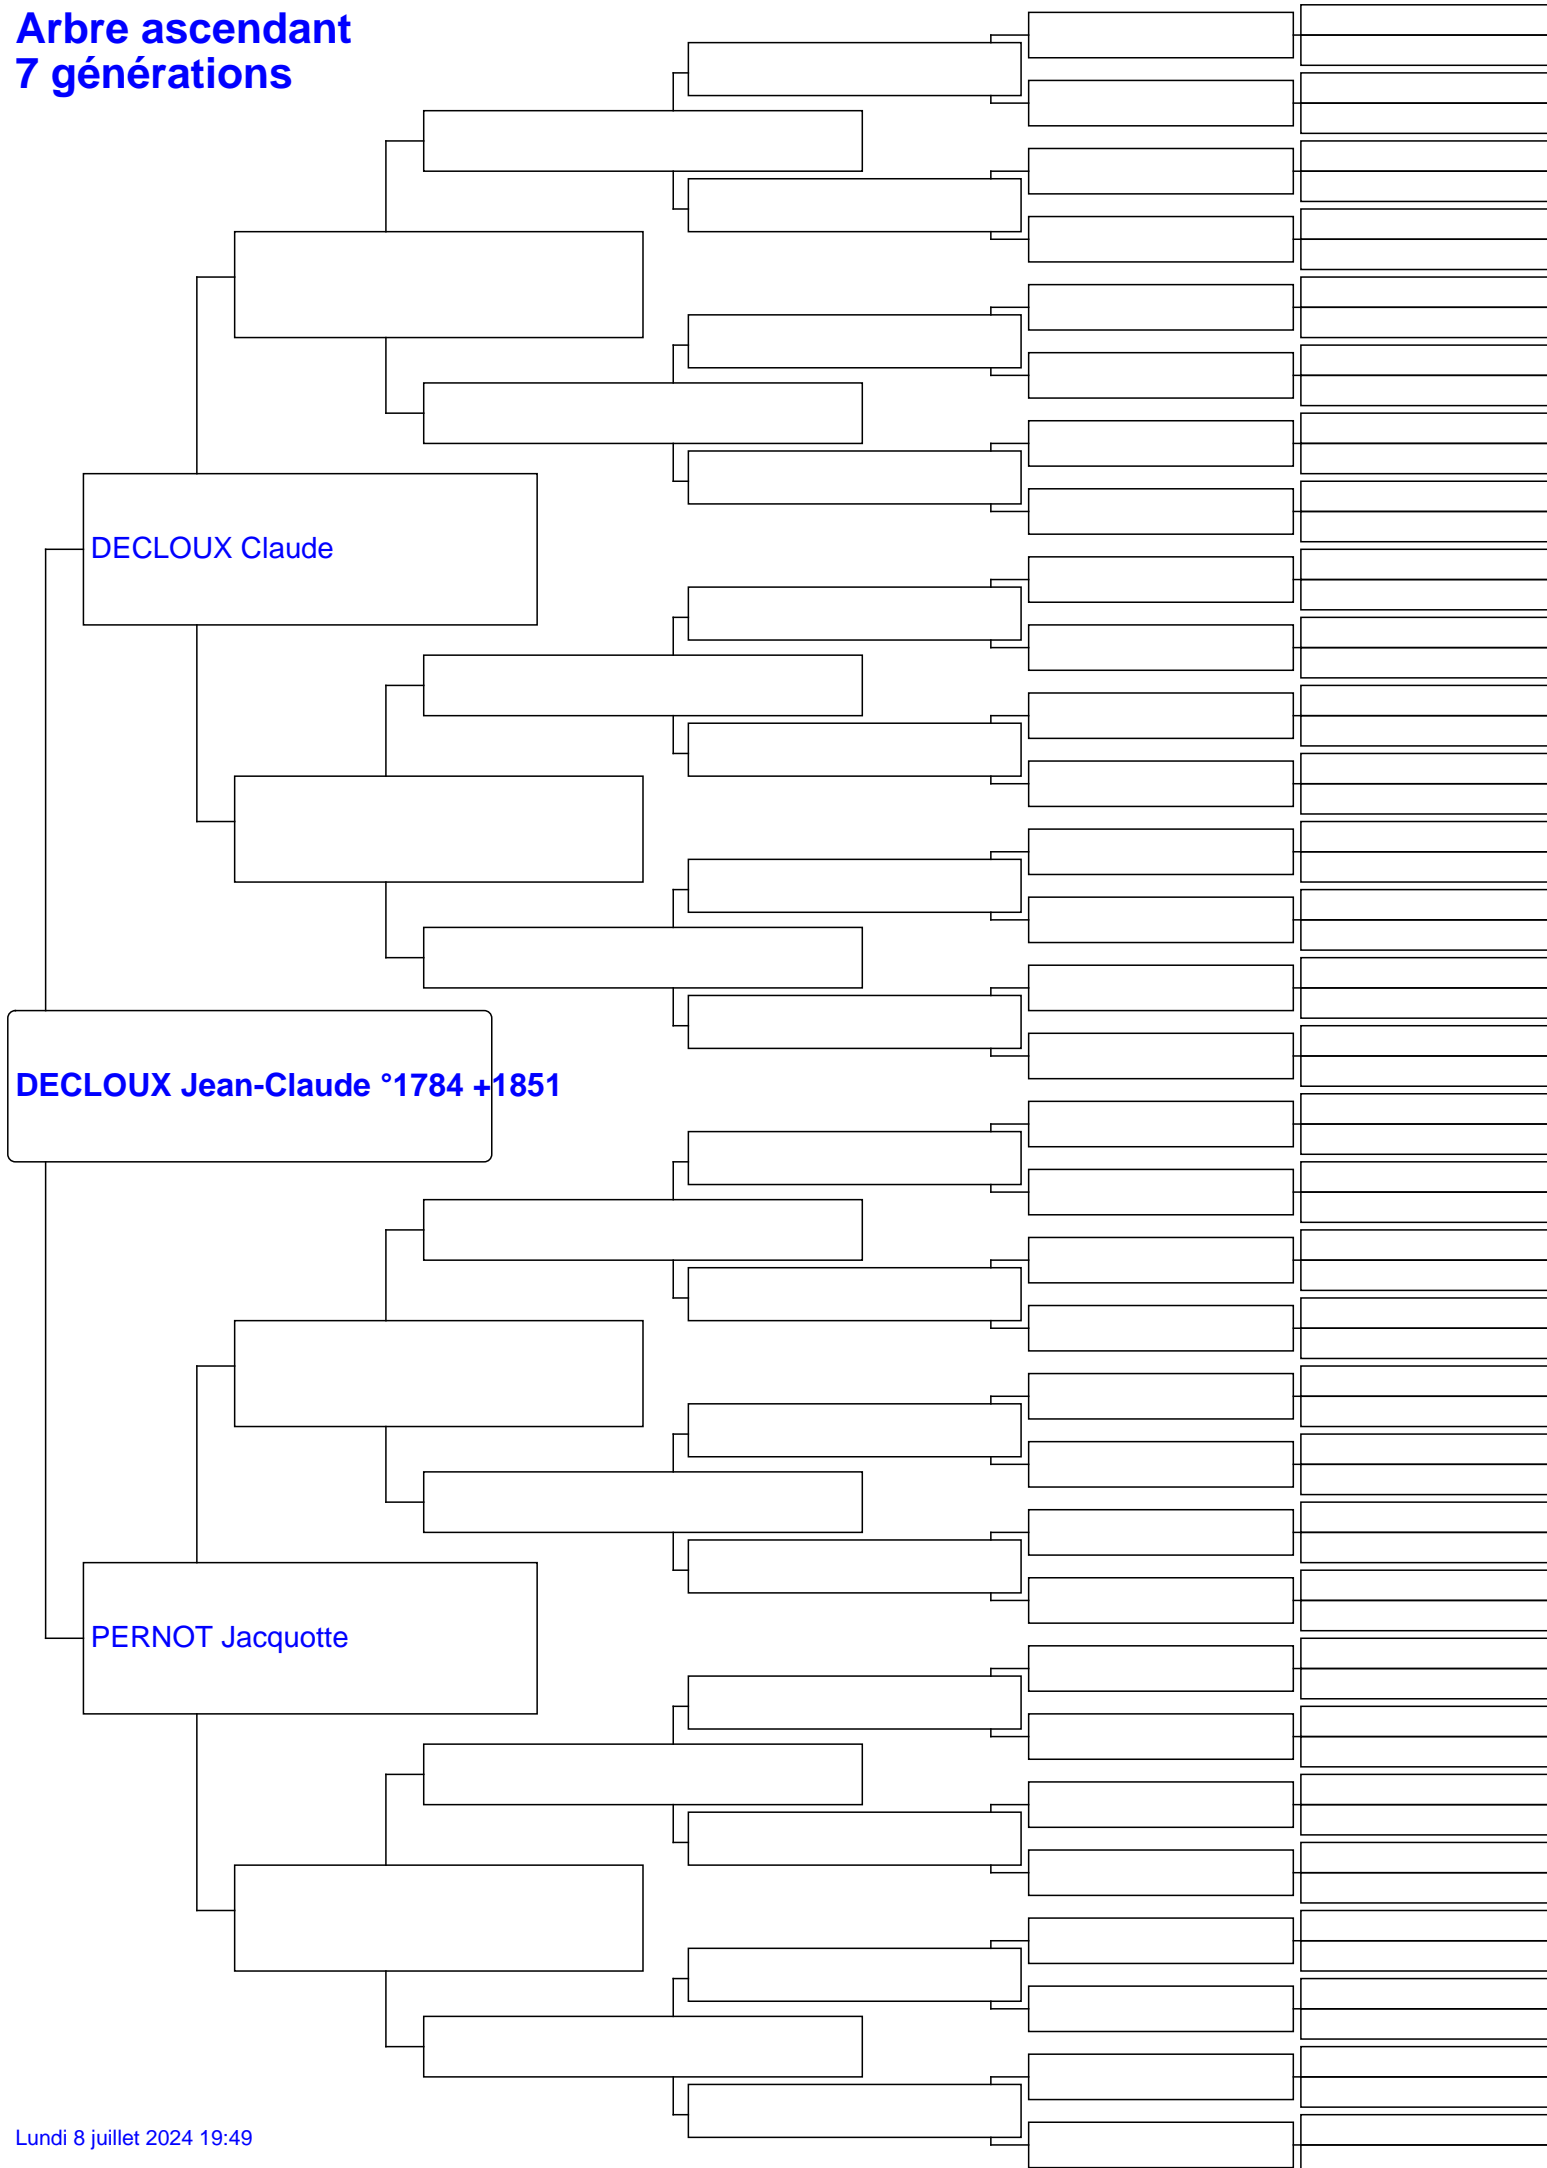 Arbre ascendant
7 générations
DECLOUX Claude
DECLOUX Jean-Claude °1784 +1851
PERNOT Jacquotte
Lundi 8 juillet 2024 19:49